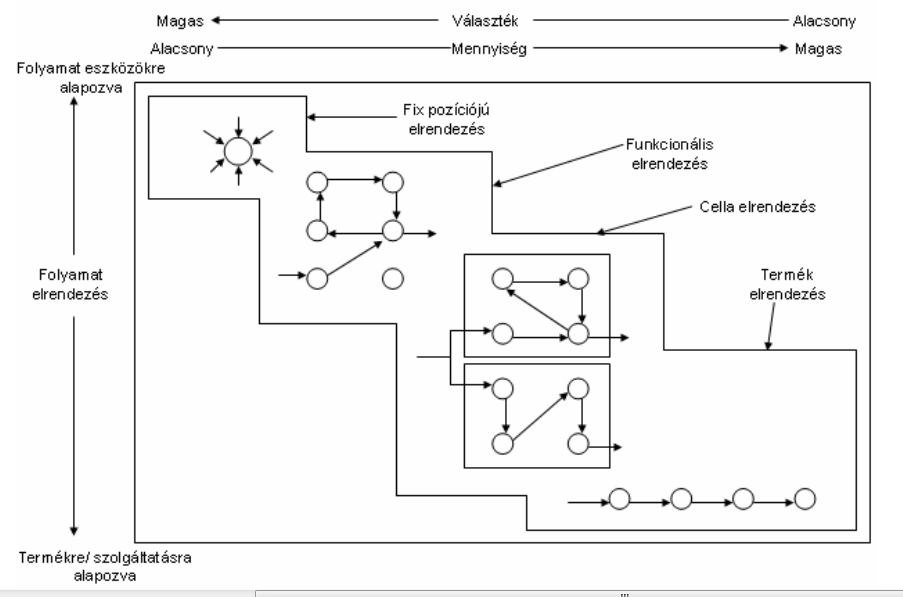 Magas Választék Alacsony
Alacsony Mennyiség Magas
Folyamat eszközökre
alapozva
Fix pozíciójú
elrendezés
Funkcionális
elrendezés
Cella elrendezés
Folyamat
elrendezés
Termék
elrendezés
Termékre/ szolgáltatásra
alapozva